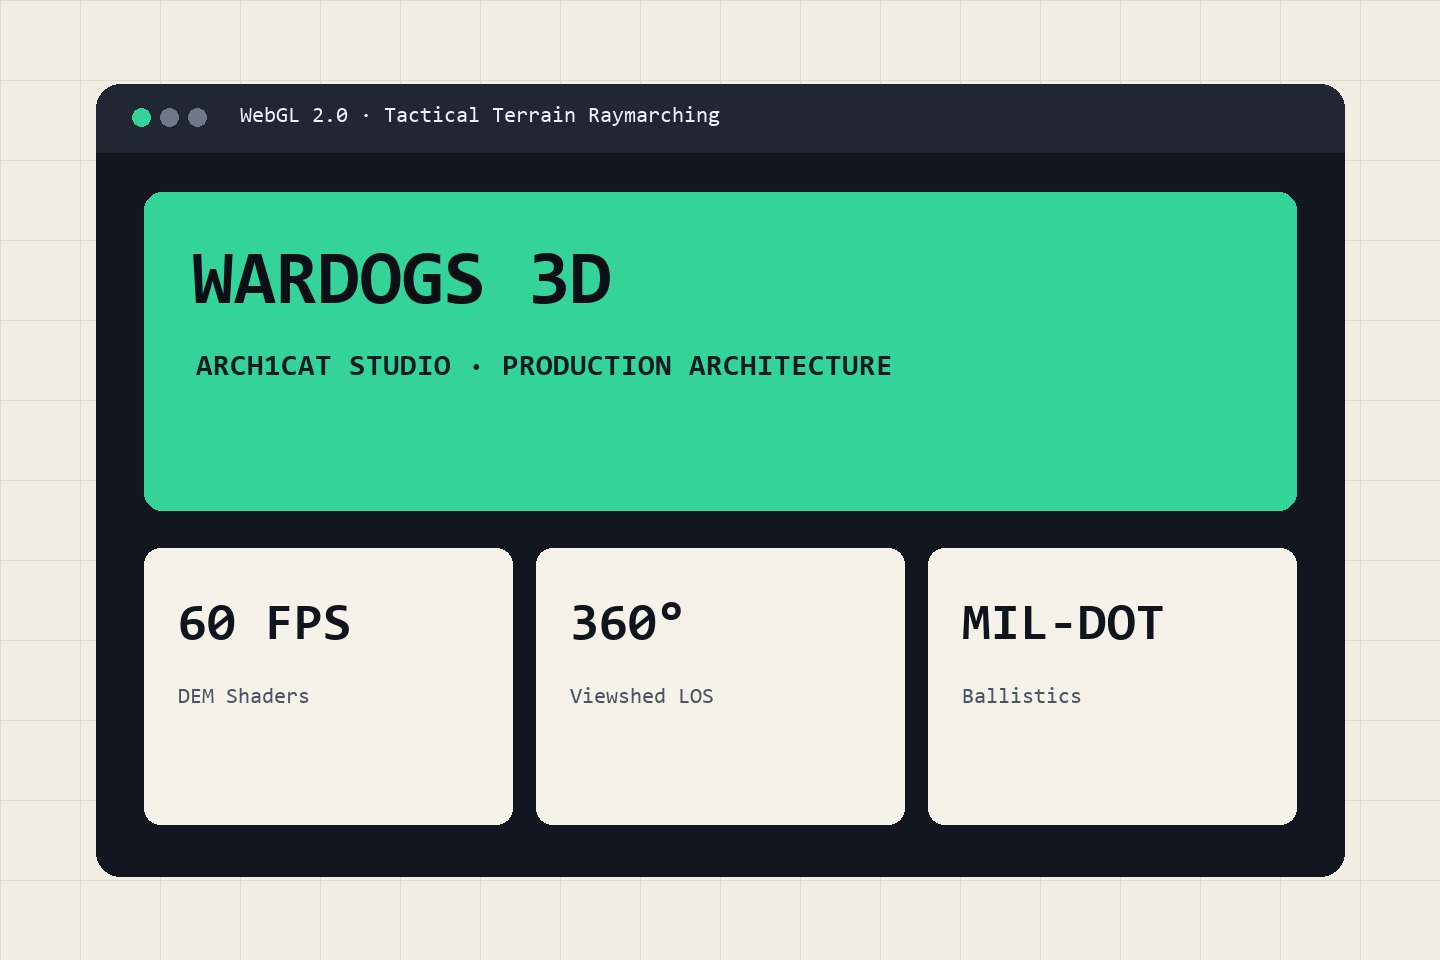 WebGL 2.0 · Tactical Terrain Raymarching
WARDOGS 3D
ARCH1CAT STUDIO · PRODUCTION ARCHITECTURE
60 FPS
DEM Shaders
360°
Viewshed LOS
MIL-DOT
Ballistics